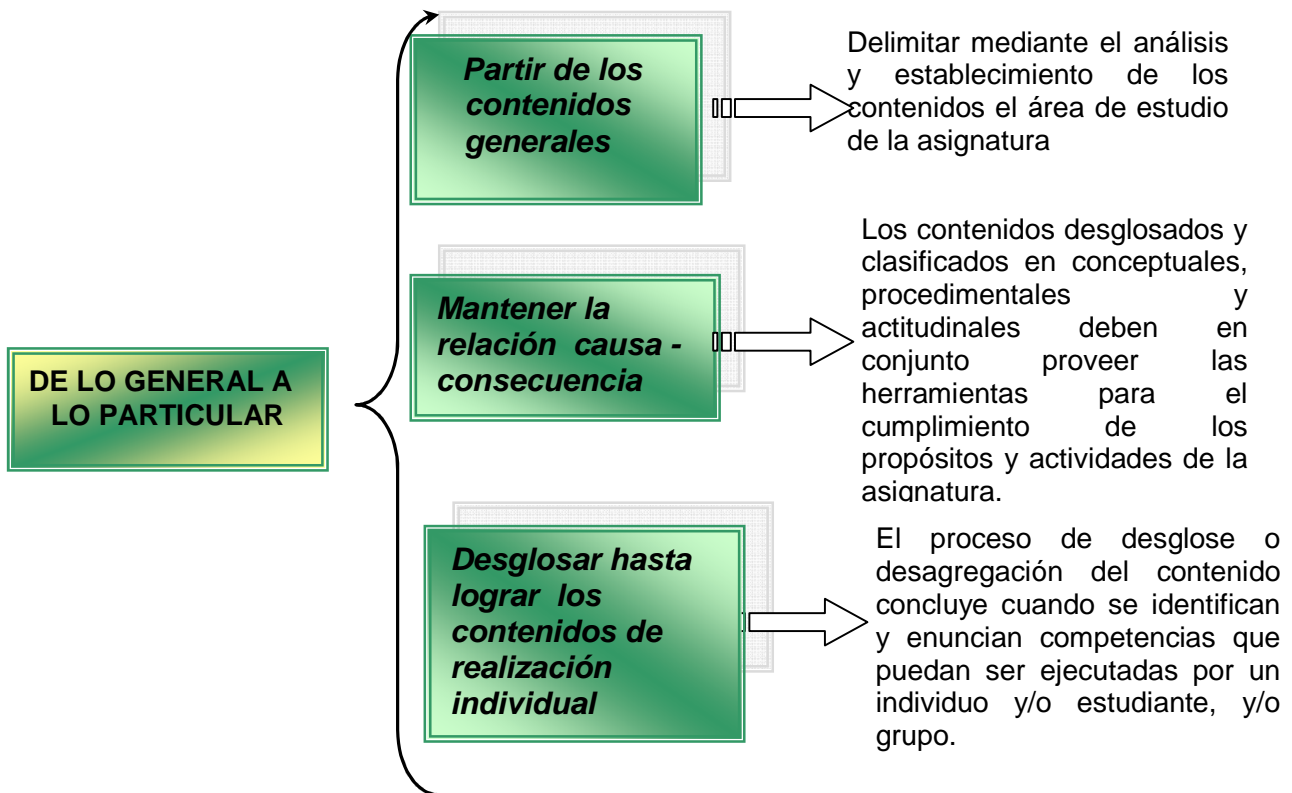 DE LO GENERAL A
LO PARTICULAR
Partir de los
contenidos
generales
Delimitar mediante el análisis
y establecimiento de los
contenidos el área de estudio
de la asignatura
Mantener la
relación causa -
consecuencia
Los contenidos desglosados y
clasificados en conceptuales,
procedimentales y
actitudinales deben en
conjunto proveer las
herramientas para el
cumplimiento de los
propósitos y actividades de la
asignatura.
Desglosar hasta
lograr los
contenidos de
realización
individual
El proceso de desglose o
desagregación del contenido
concluye cuando se identifican
y enuncian competencias que
puedan ser ejecutadas por un
individuo y/o estudiante, y/o
grupo.